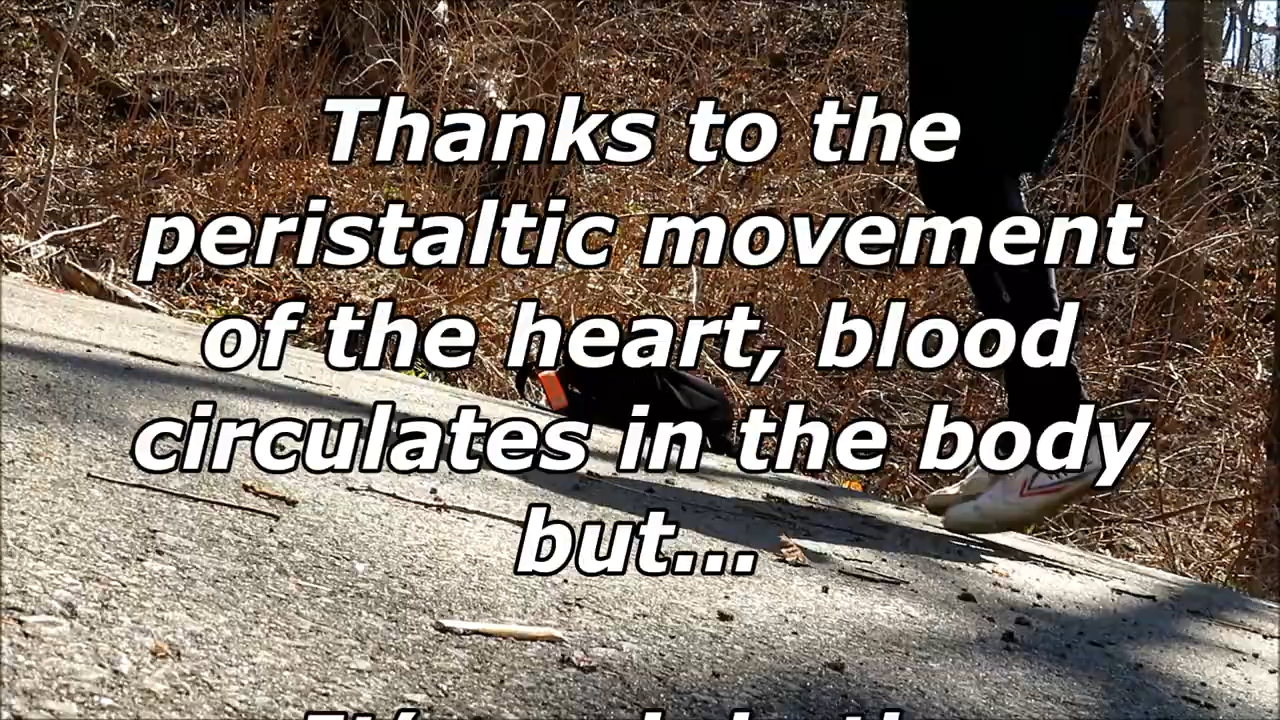 Thanks to the
peristaltic movement
of the heart, blood
circulates in the body
but...